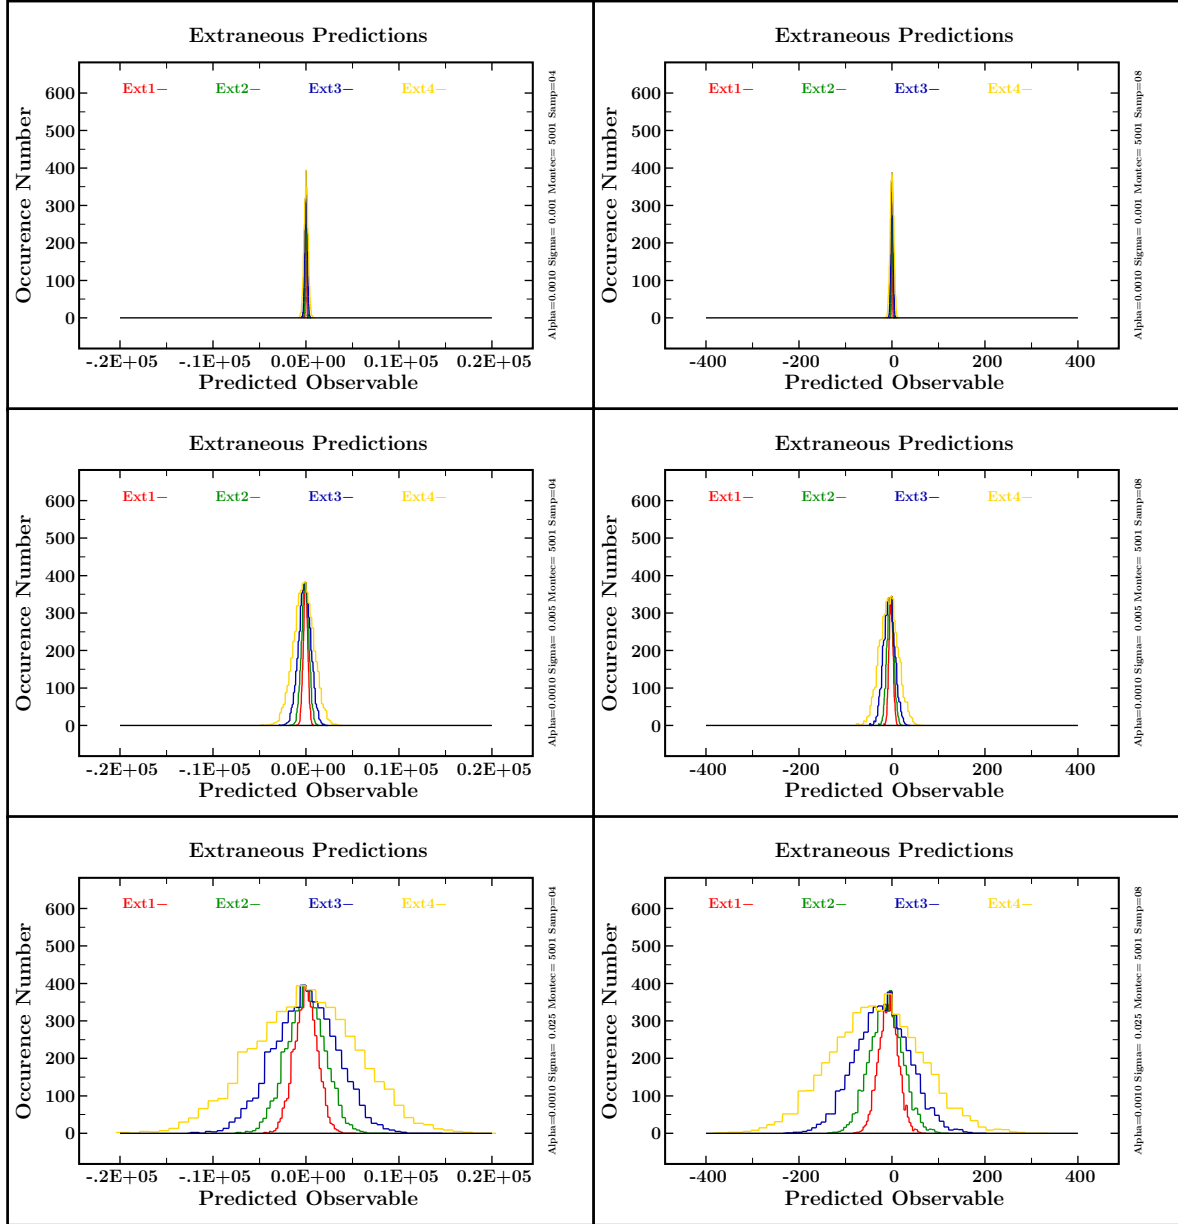 Extraneous Predictions
Ext1– Ext2– Ext3– Ext4–
600
500
400
300
200
100
0
Occurence Number
-.2E+05 -.1E+05 0.0E+00 0.1E+05 0.2E+05
Predicted Observable
Alpha=0.0010 Sigma= 0.001 Montec= 5001 Samp=04
Extraneous Predictions
Ext1– Ext2– Ext3– Ext4–
600
500
400
300
200
100
0
Occurence Number
-400 -200 0 200 400
Predicted Observable
Alpha=0.0010 Sigma= 0.001 Montec= 5001 Samp=08
Extraneous Predictions
Ext1– Ext2– Ext3– Ext4–
600
500
400
300
200
100
0
Occurence Number
-.2E+05 -.1E+05 0.0E+00 0.1E+05 0.2E+05
Predicted Observable
Alpha=0.0010 Sigma= 0.005 Montec= 5001 Samp=04
Extraneous Predictions
Ext1– Ext2– Ext3– Ext4–
600
500
400
300
200
100
0
Occurence Number
-400 -200 0 200 400
Predicted Observable
Alpha=0.0010 Sigma= 0.005 Montec= 5001 Samp=08
Extraneous Predictions
Ext1– Ext2– Ext3– Ext4–
600
500
400
300
200
100
0
Occurence Number
-.2E+05 -.1E+05 0.0E+00 0.1E+05 0.2E+05
Predicted Observable
Alpha=0.0010 Sigma= 0.025 Montec= 5001 Samp=04
Extraneous Predictions
Ext1– Ext2– Ext3– Ext4–
600
500
400
300
200
100
0
Occurence Number
-400 -200 0 200 400
Predicted Observable
Alpha=0.0010 Sigma= 0.025 Montec= 5001 Samp=08